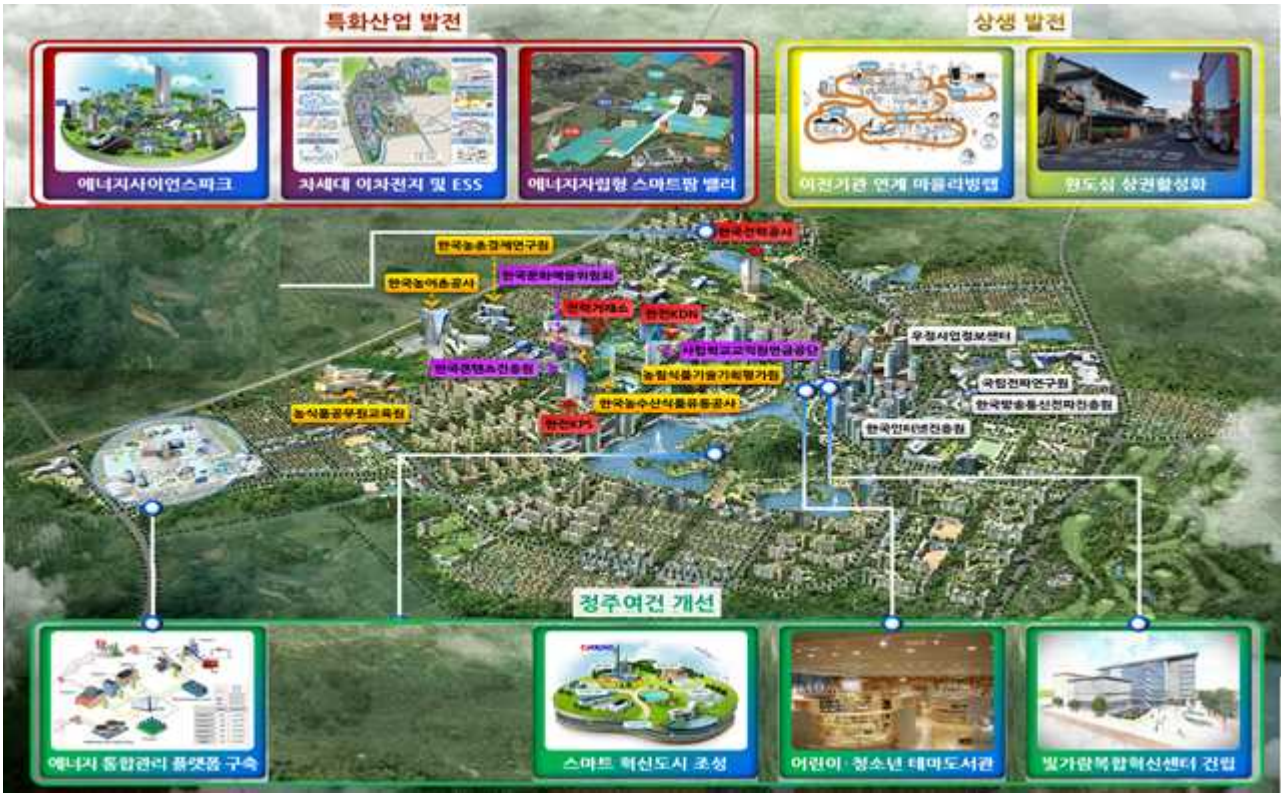 특화산업 발전
상생 발전
에너지사이언스파크
차세대 이차전지 및 ESS
에너지자립형 스마트팜 밸리
이전기관 연계 마을리빙랩
원도심 상권활성화
한국전력공사
한국농촌경제연구원
한국농어촌공사
한국문화예술위원회
전력거래소
한전KDN
우정사업정보센터
사립학교교직원연금공단
한국콘텐츠진흥원
농림식품기술기획평가원
국립전파연구원
농식품공무원교육원
한국농수산식품유통공사
한국방송통신전파진흥원
한전KPS
한국인터넷진흥원
정주여건 개선
에너지 통합관리 플랫폼 구축
스마트 혁신도시 조성
어린이·청소년 테마도서관
빛가람복합혁신센터 건립